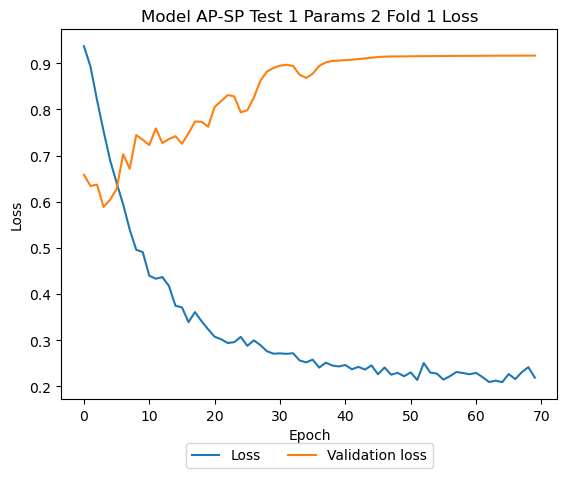 Model AP-SP Test 1 Params 2 Fold 1 Loss
Loss
0.9
0.8
0.7
0.6
0.5
0.4
0.3
0.2
0 10 20 30 40 50 60 70
Epoch
Loss Validation loss